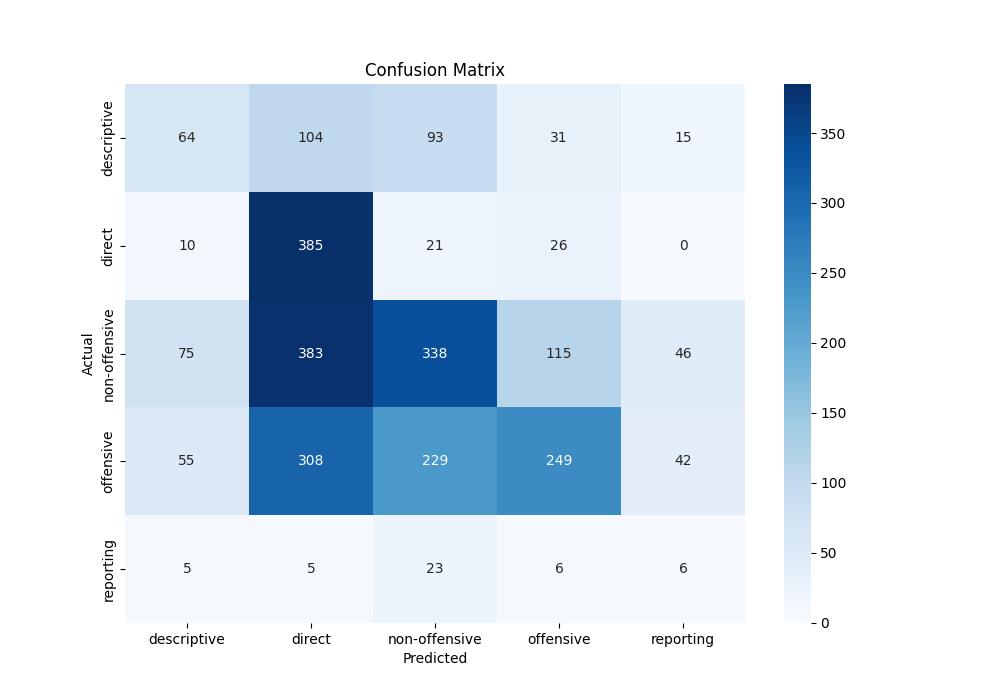 Confusion Matrix
Actual
descriptive 64 104 93 31 15
direct 10 385 21 26 0
non-offensive 75 383 338 115 46
offensive 55 308 229 249 42
reporting 5 5 23 6 6
descriptive direct non-offensive offensive reporting
Predicted
350
300
250
200
150
100
50
0